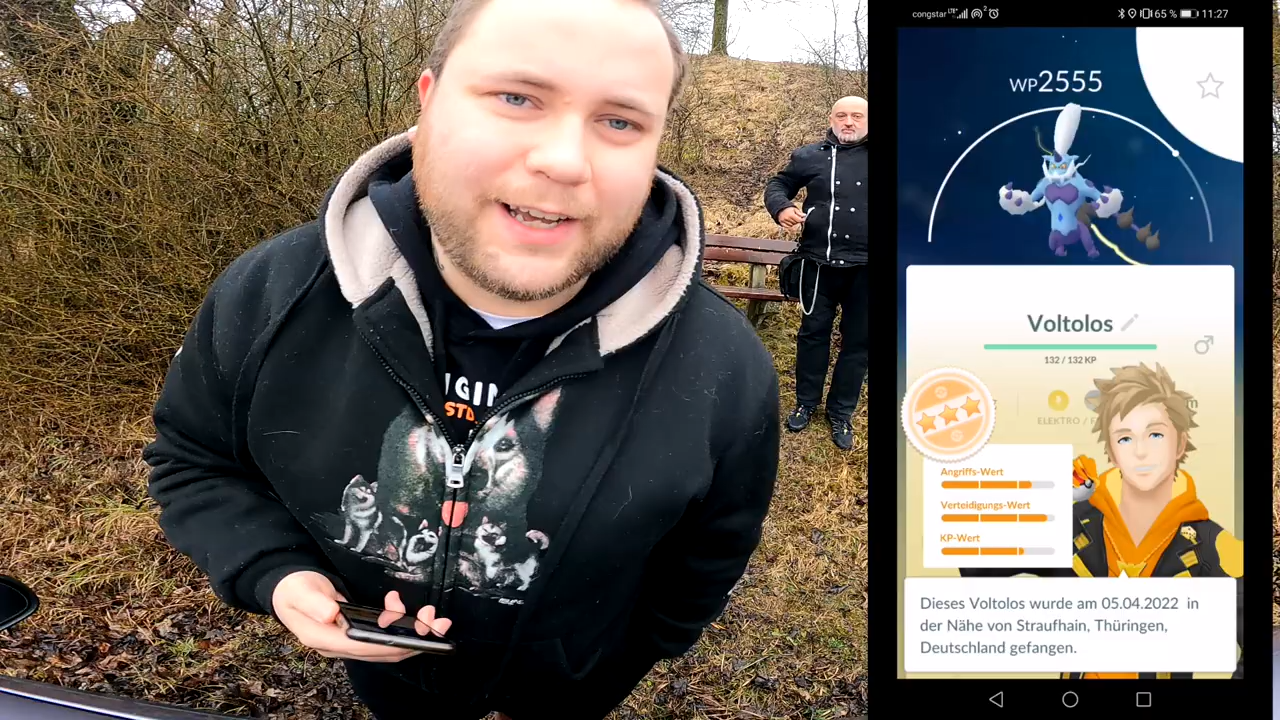 congstar
2
65 %
11:27
WP2555
Voltolos
132 / 132 KP
ELEKTRO /
Angriffs-Wert
Verteidigungs-Wert
KP-Wert
Dieses Voltolos wurde am 05.04.2022 in
der Nähe von Straufhain, Thüringen,
Deutschland gefangen.